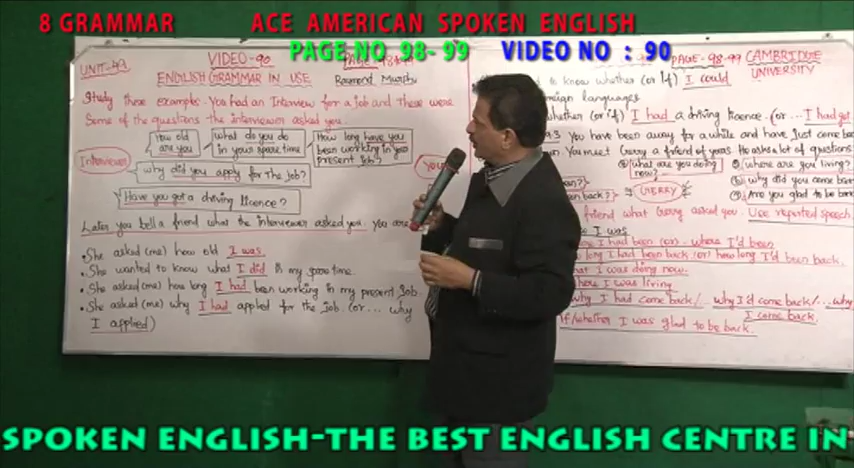 8 GRAMMAR ACE AMERICAN SPOKEN ENGLISH
PAGE NO 98-99 VIDEO NO : 90
UNIT-49
VIDEO-90
ENGLISH GRAMMAR IN USE
Raymond Murphy
Study these examples. You had an interview for a job and these were
Some of the questions the interviewer asked you.
Interviewer
How old
are you
what do you do
in your spare time
How long have you
been working in your
present job?
why did you apply for the job?
Have you got a driving licence?
YOU
Later you tell a friend what the interviewer asked you. You
• She asked (me) how old I was
• She wanted to know what I did in my spare time.
• She asked (me) how long I had been working in my present job
• She asked (me) why I had applied for the job. (or... why
I applied)
PAGE-98-99 CAMBRIDGE
UNIVERSITY
to know whether (or if) I could
languages
whether (or if) I had a driving licence. (or ... I had got
You have been away for a while and have just come back
You meet Gerry a friend of yours. He asks a lot of questions
what are you doing
now?
where are you living?
why did you come back
Are you glad to be back
back?
GERRY
friend what Gerry asked you. Use reported speech
I was
I had been (or) where I'd been
long I had been back (or) how long I'd been back.
I was doing now.
I was living
why I had come back/... why I'd come back/... why
I come back.
if/whether I was glad to be back.
SPOKEN ENGLISH-THE BEST ENGLISH CENTRE IN